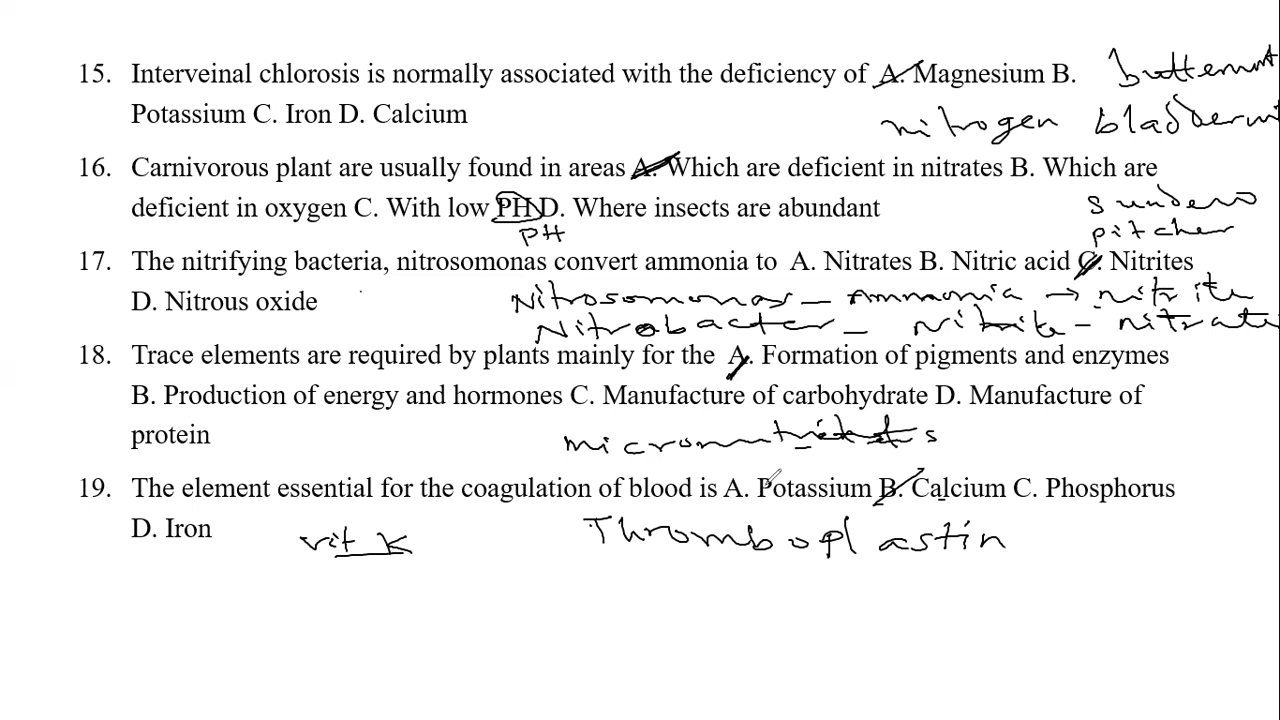 15. Interveinal chlorosis is normally associated with the deficiency of A. Magnesium B.
Potassium C. Iron D. Calcium
nitrogen
16. Carnivorous plant are usually found in areas A. Which are deficient in nitrates B. Which are
deficient in oxygen C. With low PH D. Where insects are abundant
PH
pitcher
17. The nitrifying bacteria, nitrosomonas convert ammonia to A. Nitrates B. Nitric acid C. Nitrites
D. Nitrous oxide
Nitrosomonas – Ammonia → nitrite
Nitrobacter – Nitrite –
18. Trace elements are required by plants mainly for the A. Formation of pigments and enzymes
B. Production of energy and hormones C. Manufacture of carbohydrate D. Manufacture of
protein
19. The element essential for the coagulation of blood is A. Potassium B. Calcium C. Phosphorus
D. Iron
vit K
Thromboplastin